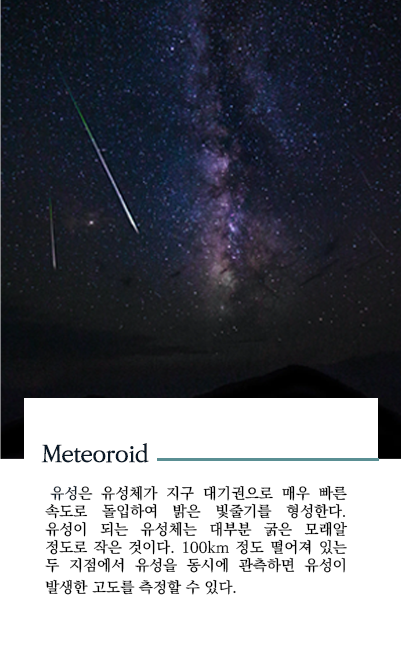 Meteoroid
유성은 유성체가 지구 대기권으로 매우 빠른
속도로 돌입하여 밝은 빛줄기를 형성한다.
유성이 되는 유성체는 대부분 굵은 모래알
정도로 작은 것이다. 100km 정도 떨어져 있는
두 지점에서 유성을 동시에 관측하면 유성이
발생한 고도를 측정할 수 있다.